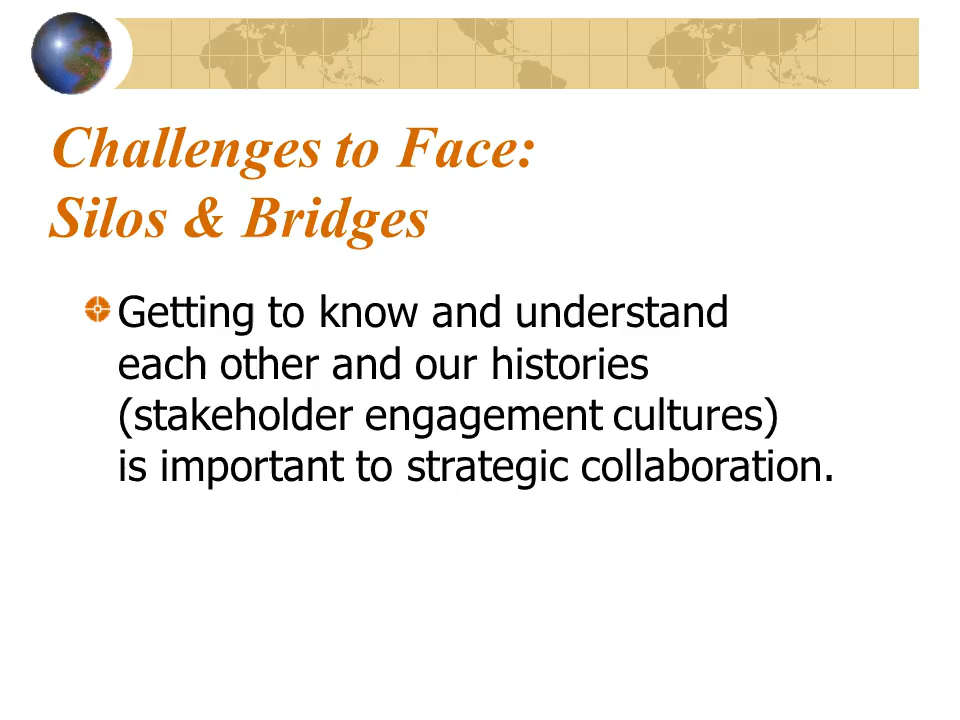 Challenges to Face:
Silos & Bridges
Getting to know and understand
each other and our histories
(stakeholder engagement cultures)
is important to strategic collaboration.